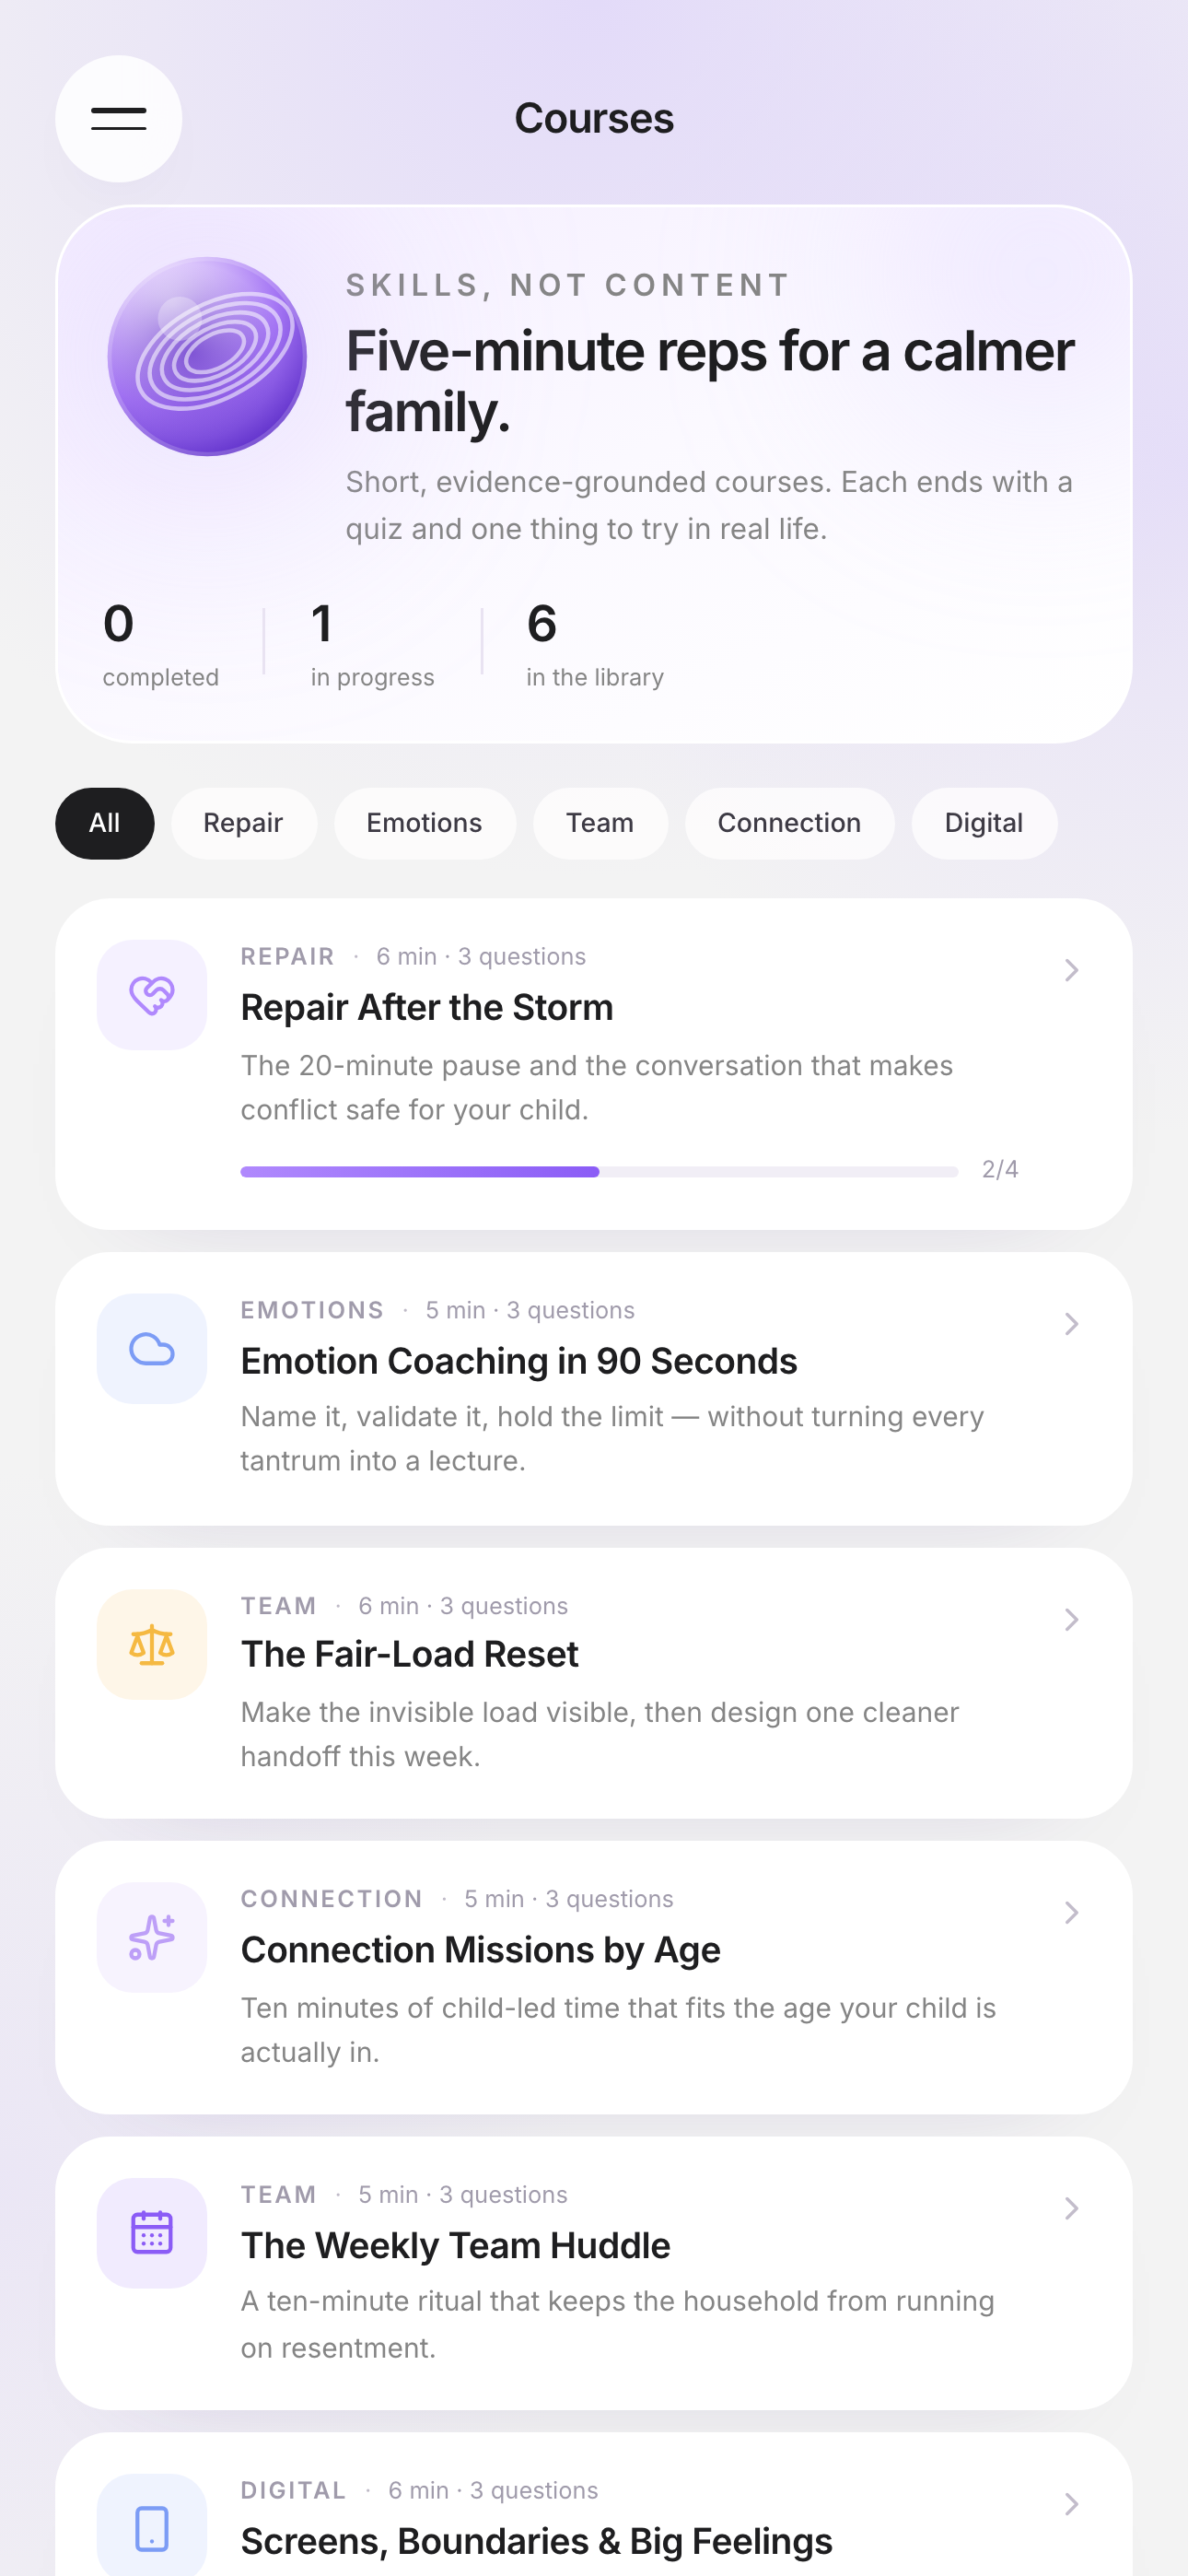 Courses
SKILLS, NOT CONTENT
Five-minute reps for a calmer
family.
Short, evidence-grounded courses. Each ends with a
quiz and one thing to try in real life.
0 1 6
completed in progress in the library
All Repair Emotions Team Connection Digital
REPAIR · 6 min · 3 questions
Repair After the Storm
The 20-minute pause and the conversation that makes
conflict safe for your child.
2/4
EMOTIONS · 5 min · 3 questions
Emotion Coaching in 90 Seconds
Name it, validate it, hold the limit — without turning every
tantrum into a lecture.
TEAM · 6 min · 3 questions
The Fair-Load Reset
Make the invisible load visible, then design one cleaner
handoff this week.
CONNECTION · 5 min · 3 questions
Connection Missions by Age
Ten minutes of child-led time that fits the age your child is
actually in.
TEAM · 5 min · 3 questions
The Weekly Team Huddle
A ten-minute ritual that keeps the household from running
on resentment.
DIGITAL · 6 min · 3 questions
Screens, Boundaries & Big Feelings